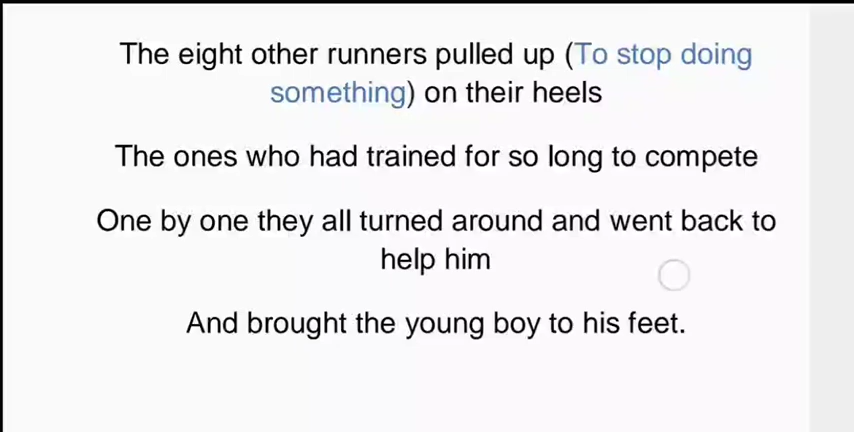 The eight other runners pulled up (To stop doing
something) on their heels
The ones who had trained for so long to compete
One by one they all turned around and went back to
help him
And brought the young boy to his feet.